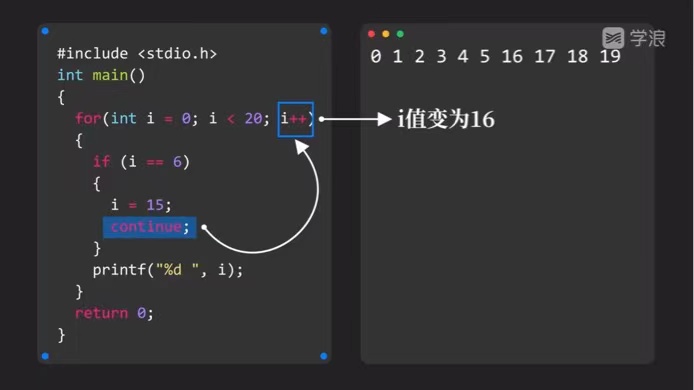 #include <stdio.h>
int main()
{
for(int i = 0; i < 20; i++)
{
if (i == 6)
{
i = 15;
continue;
}
printf("%d ", i);
}
return 0;
}
学浪
0 1 2 3 4 5 16 17 18 19
i值变为16